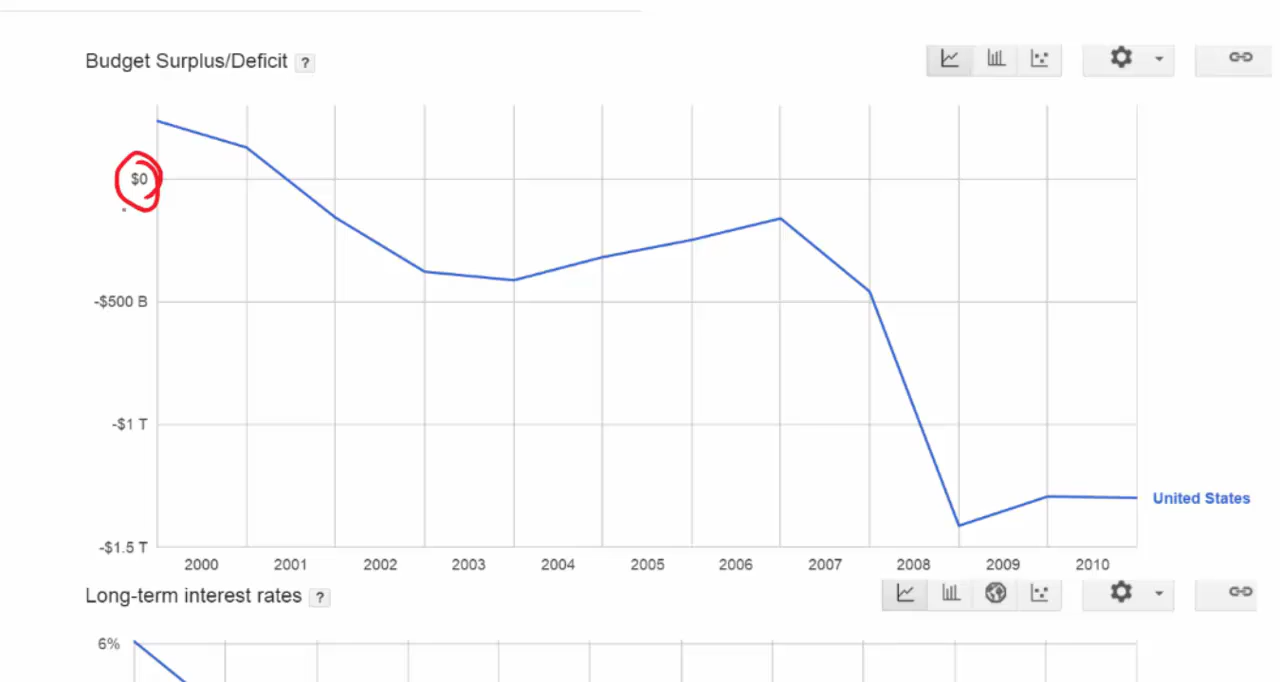 Budget Surplus/Deficit ?
$0
-$500 B
-$1 T
United States
-$1.5 T
2000 2001 2002 2003 2004 2005 2006 2007 2008 2009 2010
Long-term interest rates ?
6%